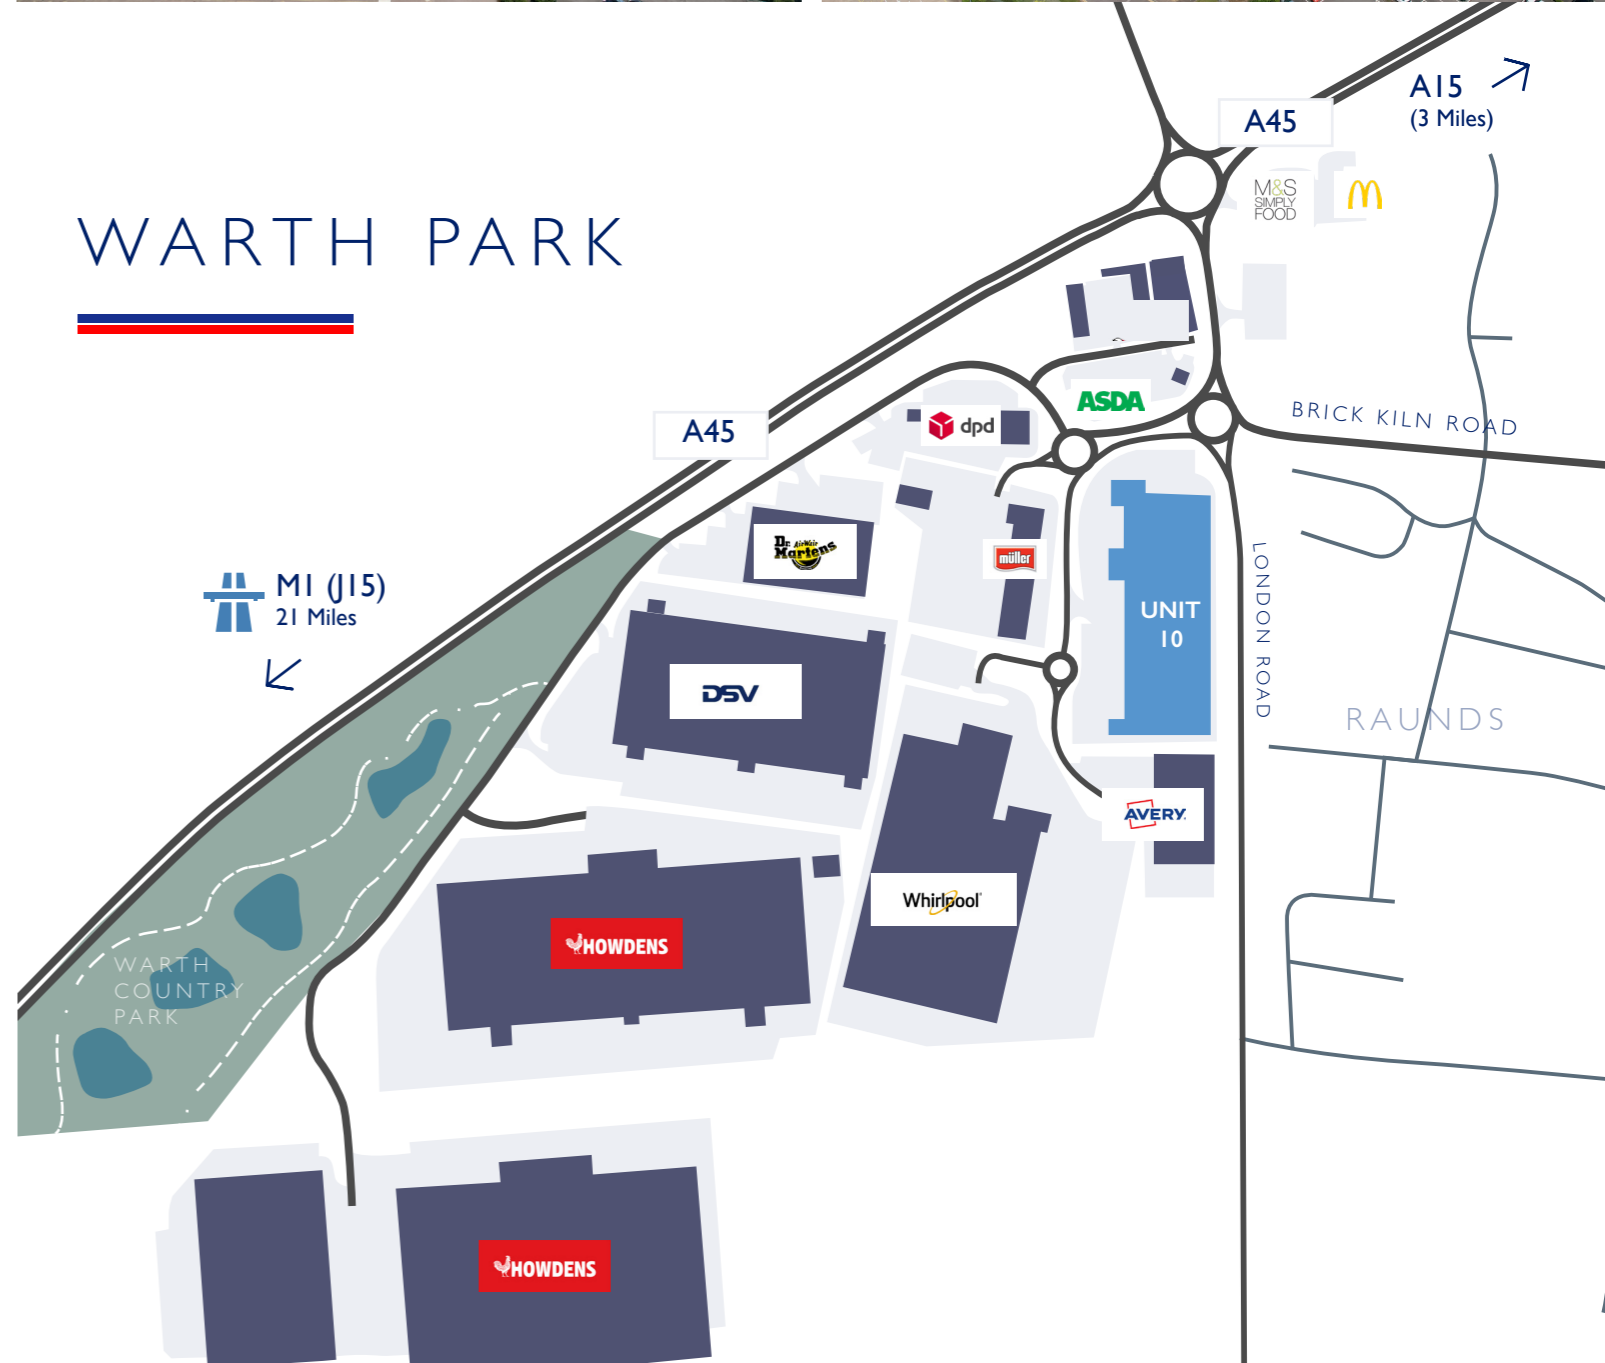 A15
(3 Miles)
A45
M&S
SIMPLY
FOOD
WARTH PARK
ASDA
BRICK KILN ROAD
A45
dpd
Dr. AirWair
Martens
müller
LONDON ROAD
M1 (J15)
21 Miles
UNIT
10
DSV
RAUNDS
AVERY
Whirlpool
HOWDENS
WARTH
COUNTRY
PARK
HOWDENS